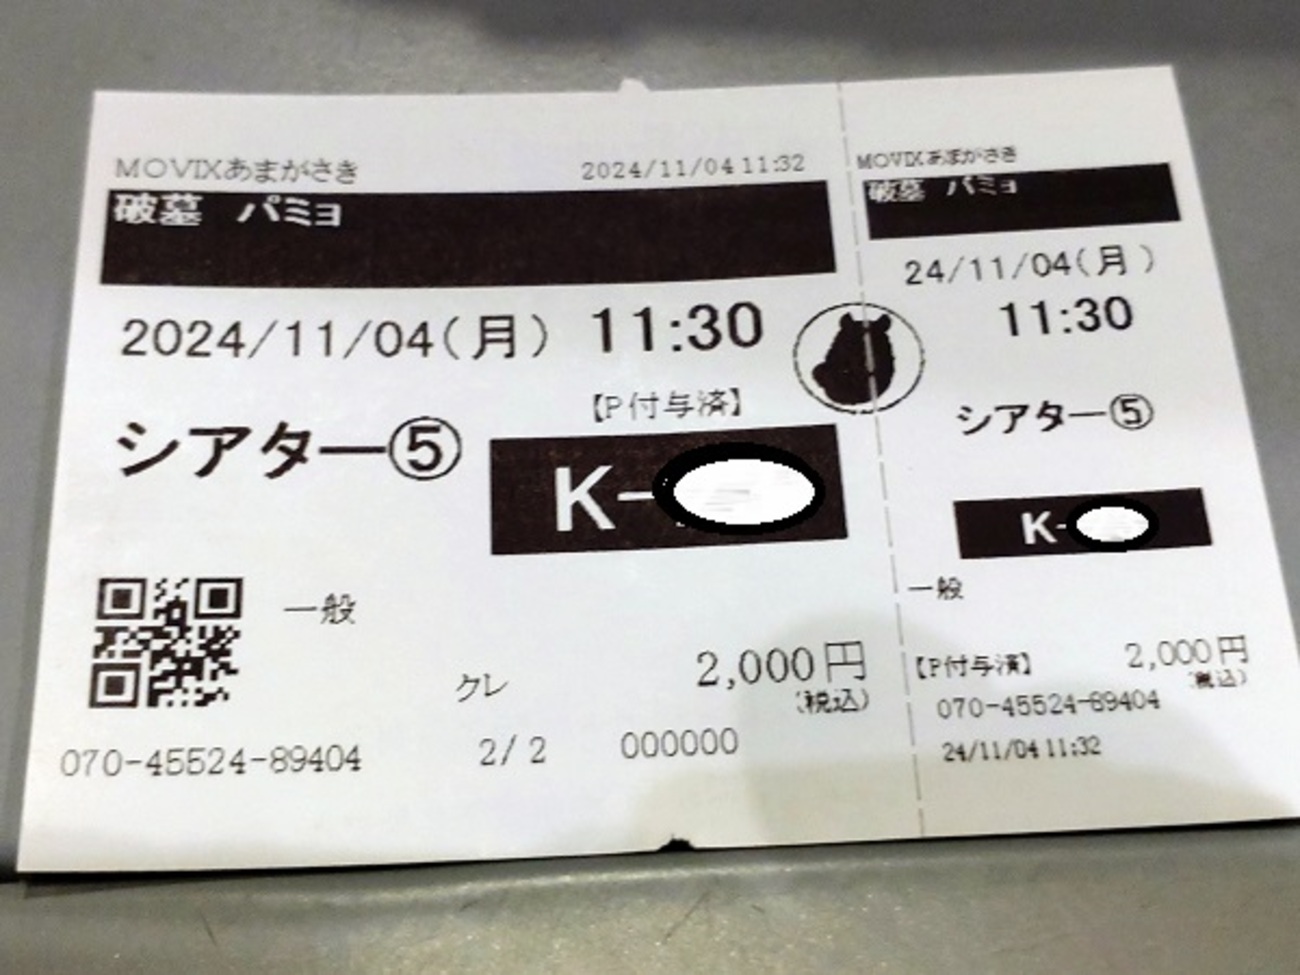 MOVIXあまがさき 2024/11/04 11:32
破墓 パミョ
2024/11/04(月) 11:30
【P付与済】
シアター⑤
K-
一般
クレ 2,000円
(税込)
070-45524-89404 2/2 000000
MOVIXあまがさき
破墓 パミョ
24/11/04(月)
11:30
シアター⑤
K-
一般
【P付与済】 2,000円
(税込)
070-45524-89404
24/11/04 11:32